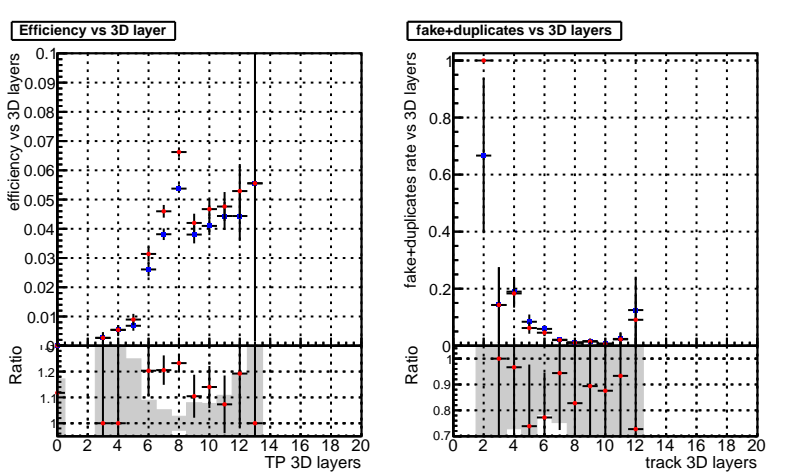 Efficiency vs 3D layer
efficiency vs 3D layers
0.1
0.09
0.08
0.07
0.06
0.05
0.04
0.03
0.02
0.01
0
Ratio
1.2
1.1
1
0 2 4 6 8 10 12 14 16 18 20
TP 3D layers
fake+duplicates vs 3D layers
fake+duplicates rate vs 3D layers
1
0.8
0.6
0.4
0.2
0
Ratio
1
0.9
0.8
0.7
0 2 4 6 8 10 12 14 16 18 20
track 3D layers